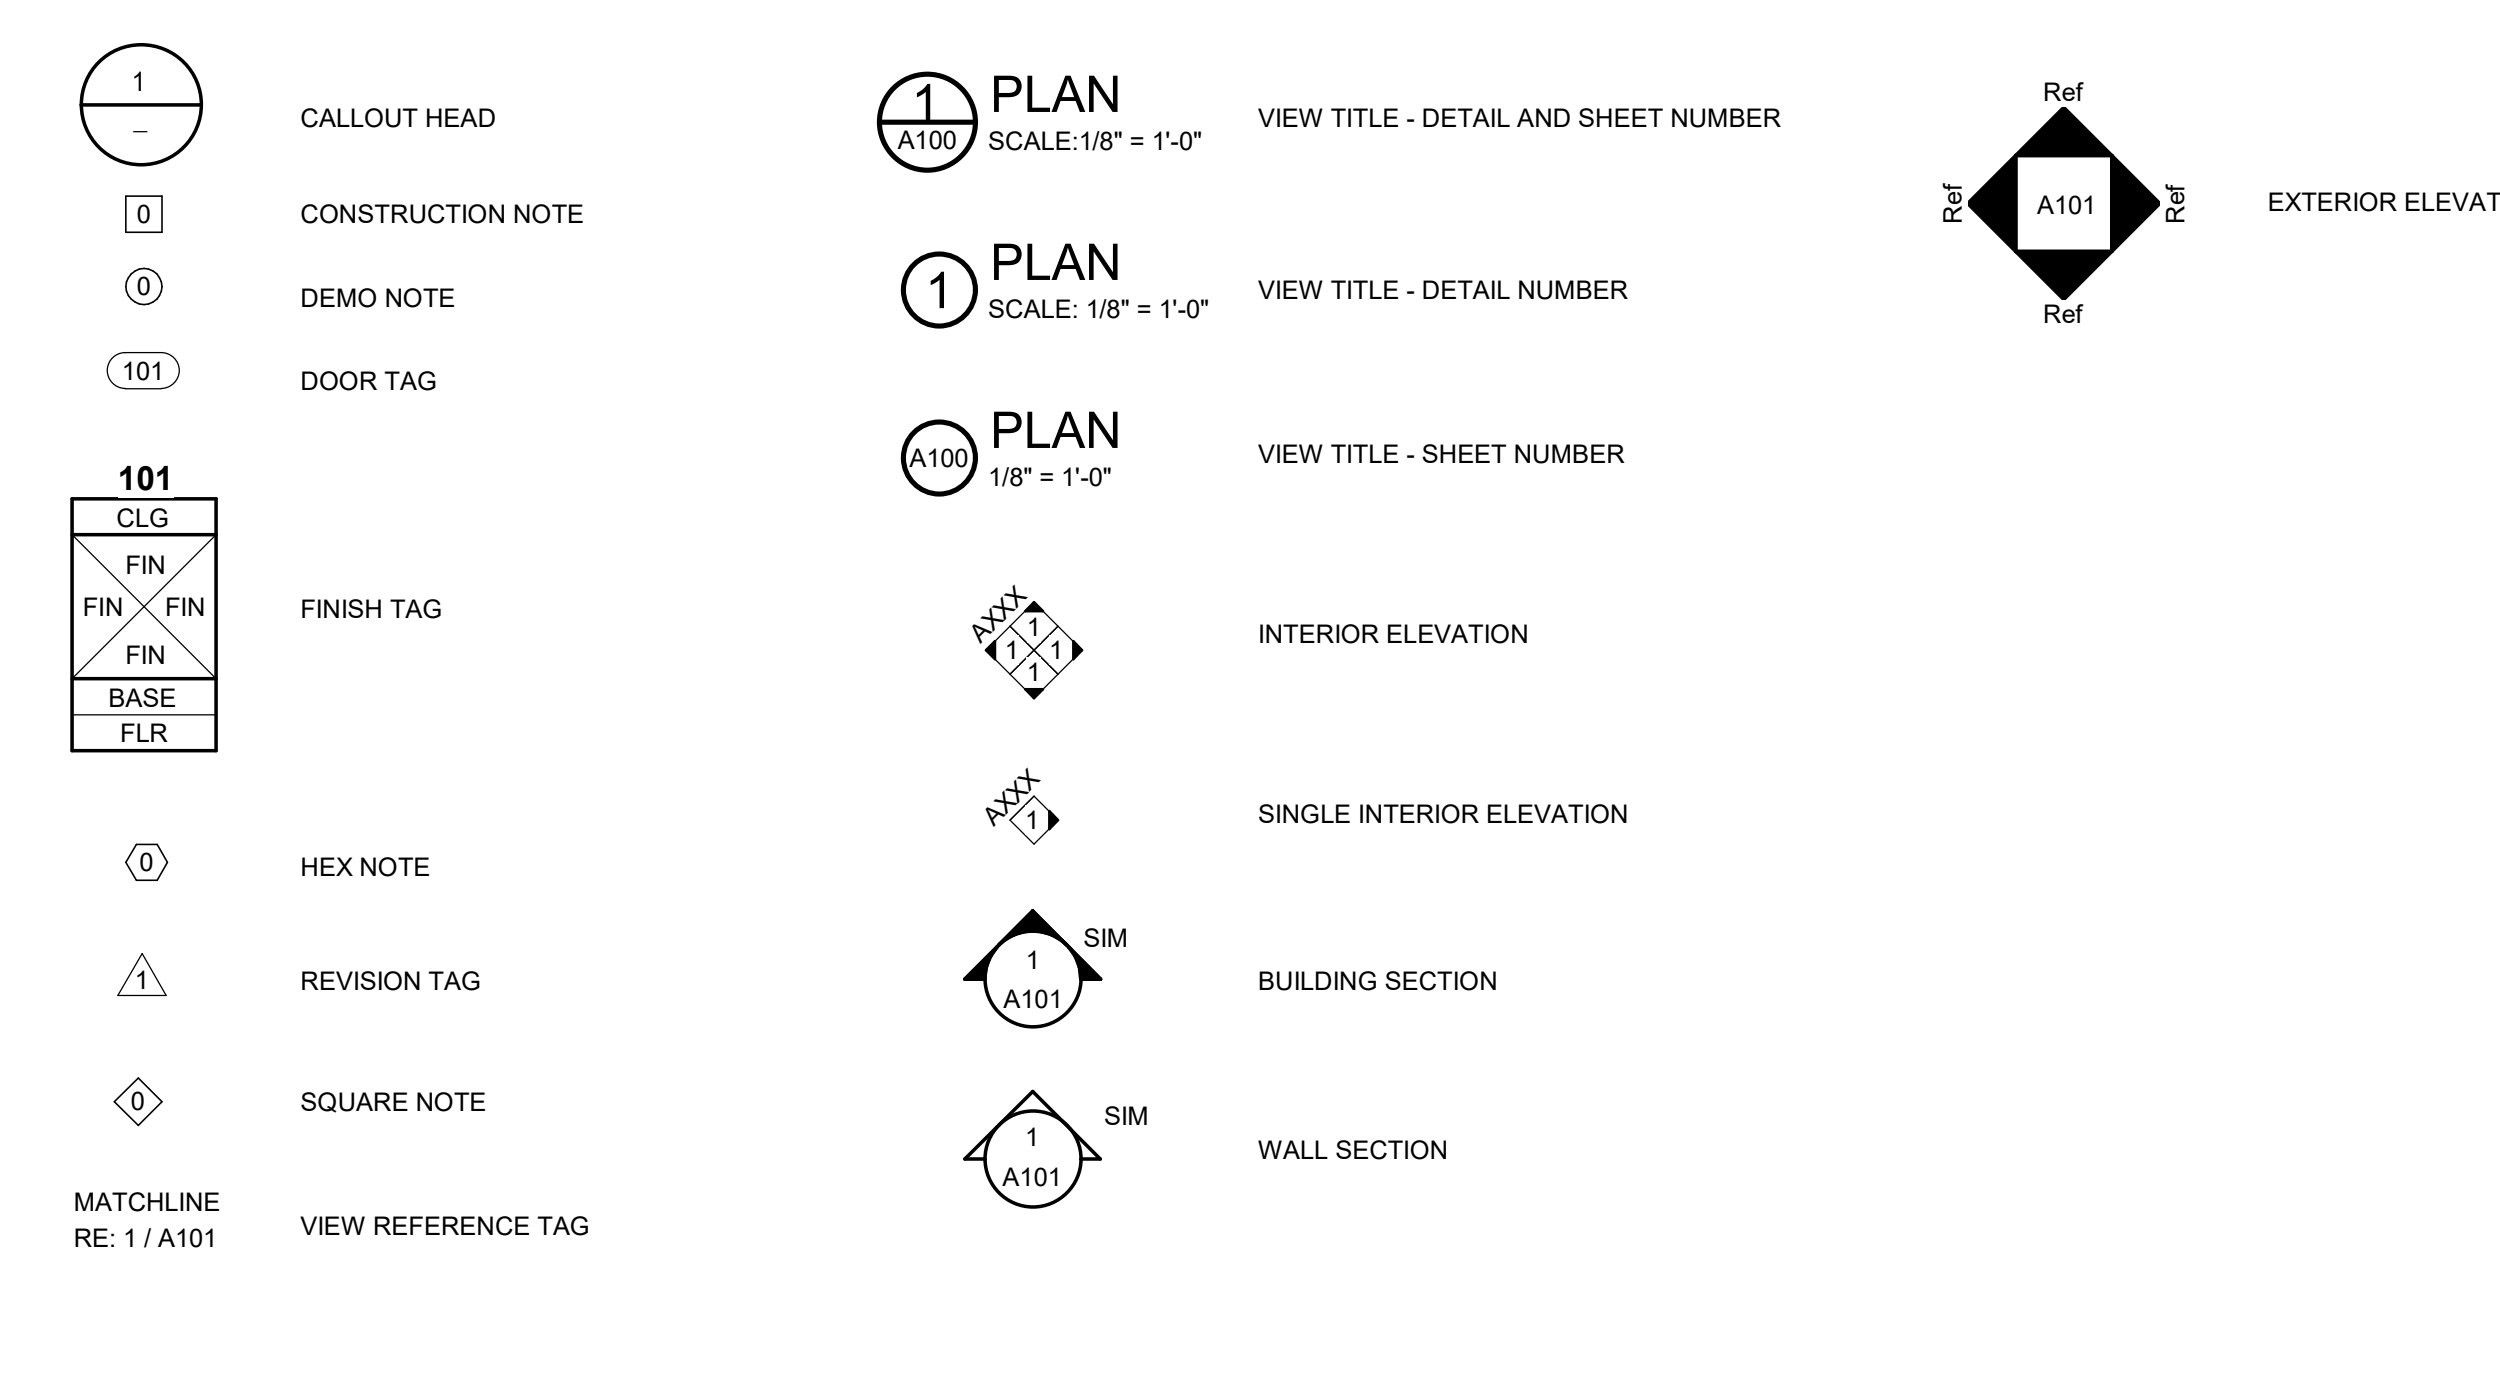 1
–
CALLOUT HEAD
0
CONSTRUCTION NOTE
0
DEMO NOTE
101
DOOR TAG
101
CLG
FIN
FIN FIN
FIN
BASE
FLR
FINISH TAG
0
HEX NOTE
1
REVISION TAG
0
SQUARE NOTE
MATCHLINE
RE: 1 / A101
VIEW REFERENCE TAG
1
A100
PLAN
SCALE:1/8" = 1'-0"
VIEW TITLE - DETAIL AND SHEET NUMBER
1
PLAN
SCALE: 1/8" = 1'-0"
VIEW TITLE - DETAIL NUMBER
A100
PLAN
1/8" = 1'-0"
VIEW TITLE - SHEET NUMBER
AXXX
1
1 1
1
INTERIOR ELEVATION
AXXX
1
SINGLE INTERIOR ELEVATION
SIM
1
A101
BUILDING SECTION
SIM
1
A101
WALL SECTION
Ref
Ref
A101
Ref
Ref
EXTERIOR ELEVAT